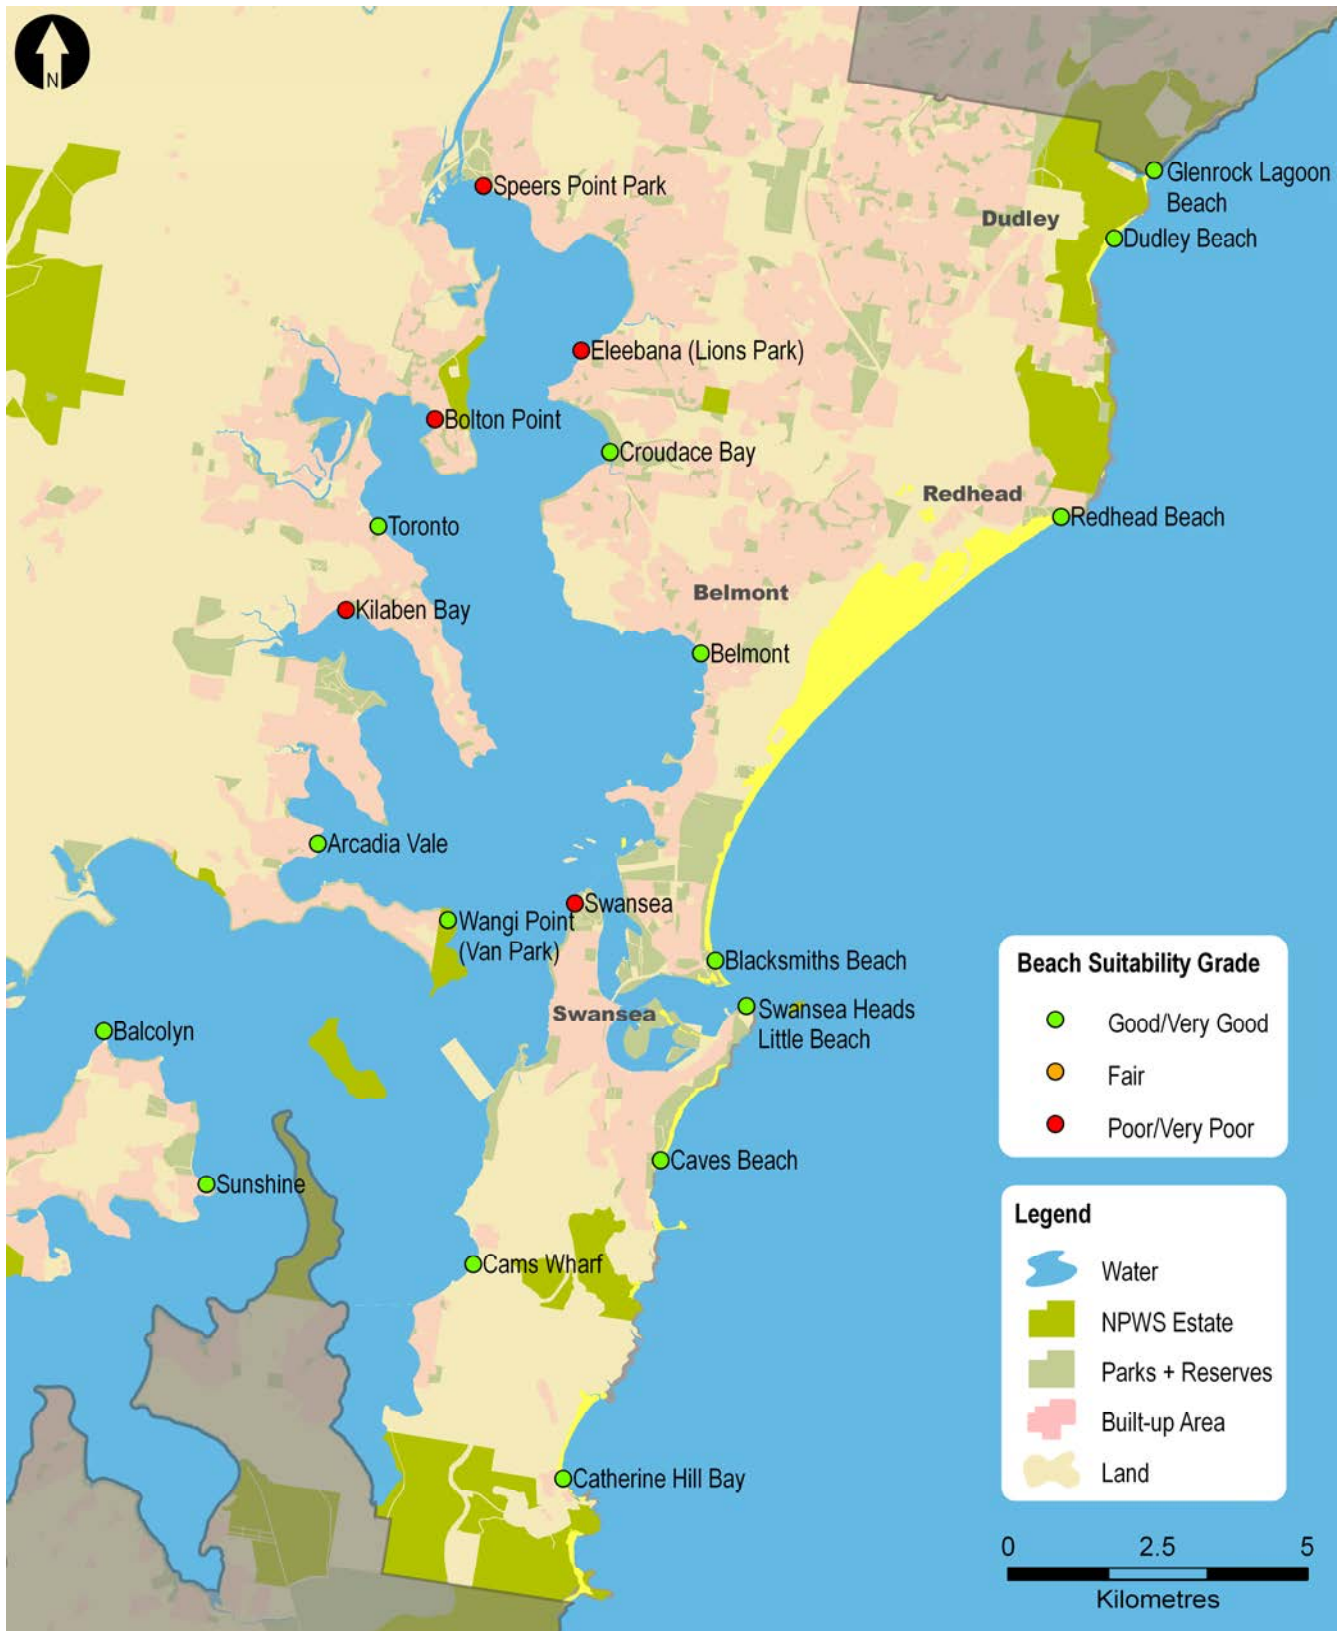 N
Speers Point Park
Glenrock Lagoon
Beach
Dudley
Dudley Beach
Eleebana (Lions Park)
Bolton Point
Croudace Bay
Redhead
Redhead Beach
Toronto
Belmont
Kilaben Bay
Belmont
Arcadia Vale
Swansea
Wangi Point
(Van Park)
Blacksmiths Beach
Swansea
Swansea Heads
Little Beach
Balcolyn
Caves Beach
Sunshine
Cams Wharf
Catherine Hill Bay
Beach Suitability Grade
Good/Very Good
Fair
Poor/Very Poor
Legend
Water
NPWS Estate
Parks + Reserves
Built-up Area
Land
0 2.5 5
Kilometres